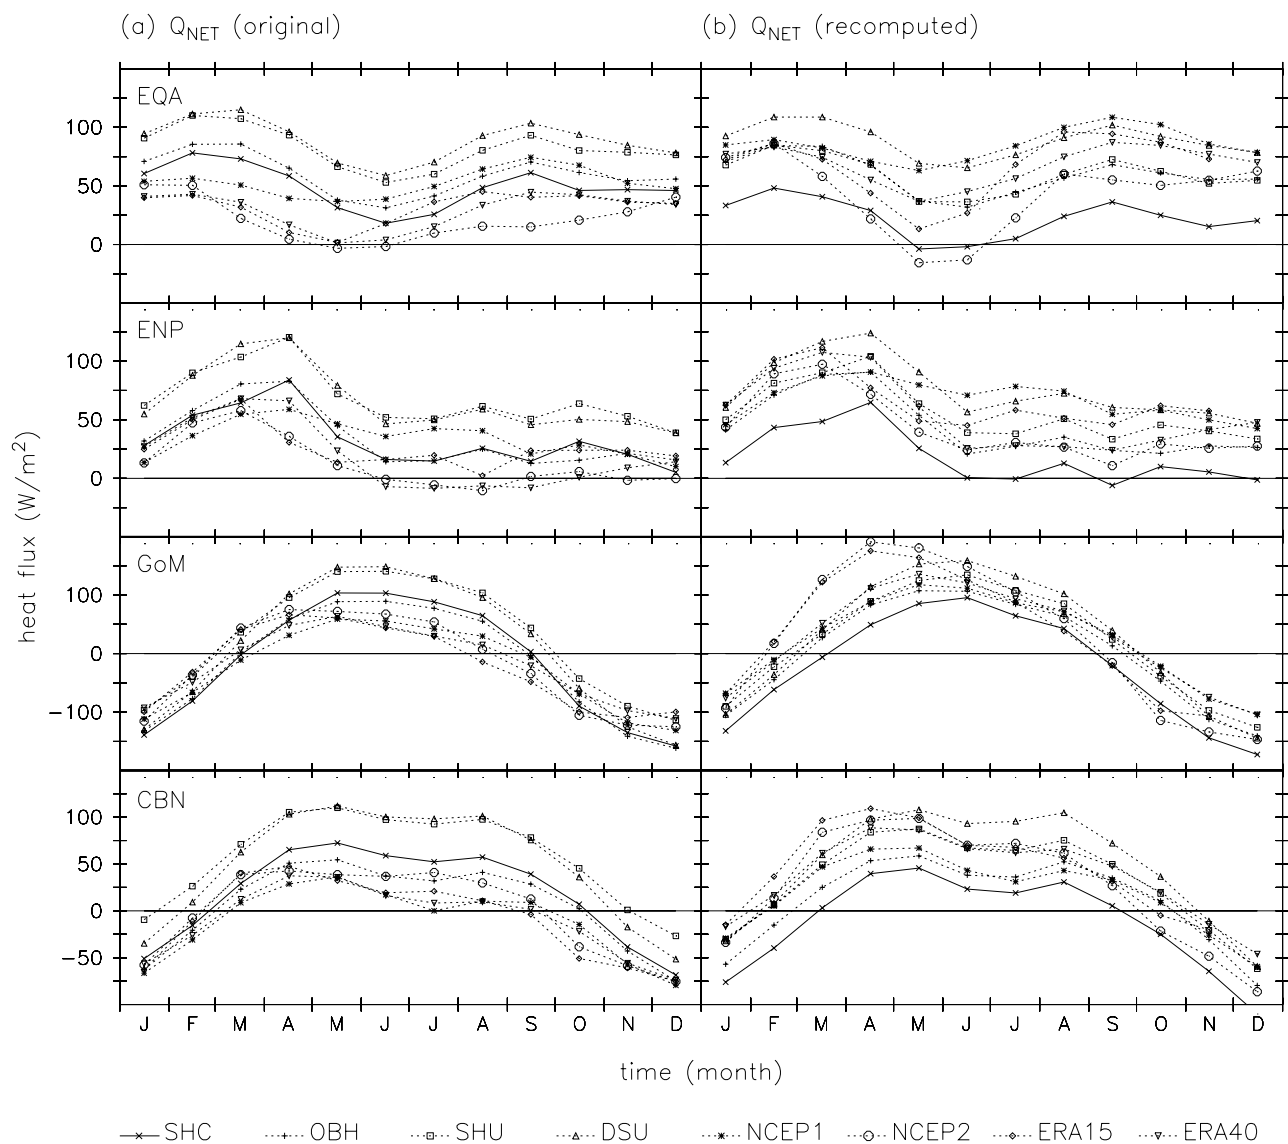 (a) Q_NET (original)
(b) Q_NET (recomputed)
EQA
100
50
0
ENP
100
50
0
GoM
100
0
−100
CBN
100
50
0
−50
heat flux (W/m²)
J F M A M J J A S O N D
J F M A M J J A S O N D
time (month)
SHC OBH SHU DSU NCEP1 NCEP2 ERA15 ERA40